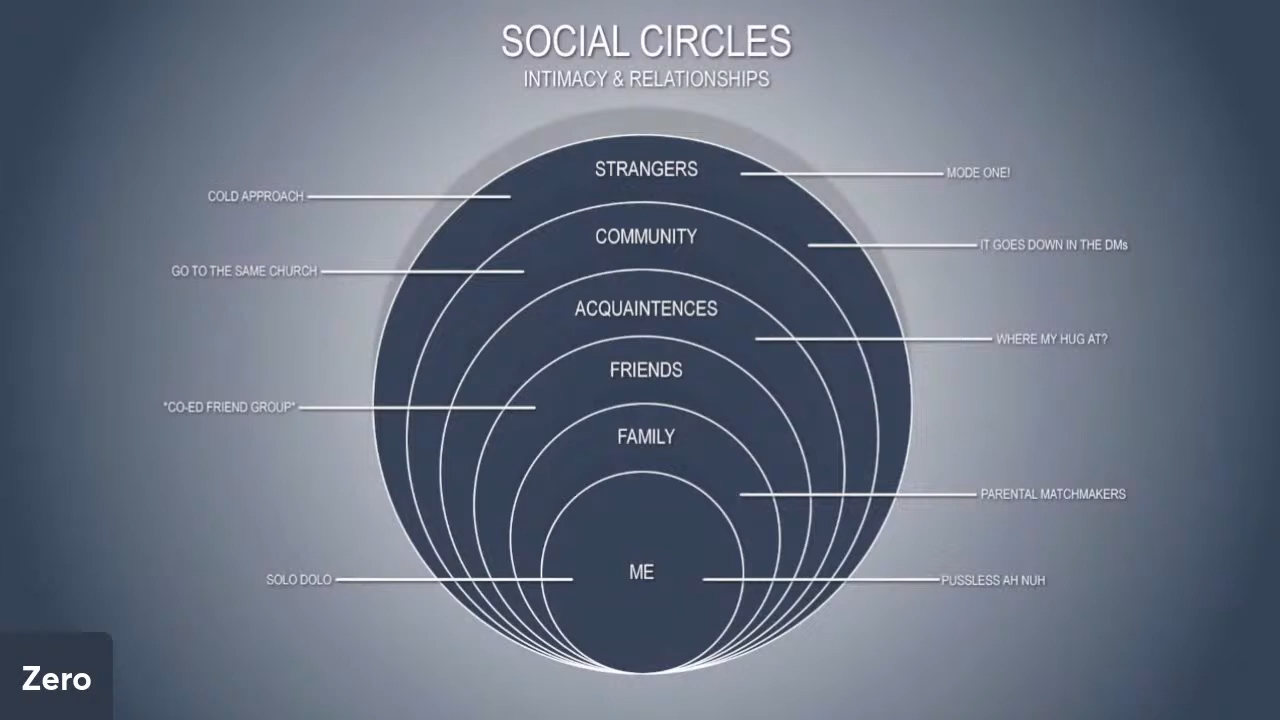 SOCIAL CIRCLES
INTIMACY & RELATIONSHIPS
STRANGERS
MODE ONE!
COLD APPROACH
COMMUNITY
IT GOES DOWN IN THE DMs
GO TO THE SAME CHURCH
ACQUAINTENCES
WHERE MY HUG AT?
FRIENDS
"CO-ED FRIEND GROUP"
FAMILY
PARENTAL MATCHMAKERS
ME
SOLO DOLO
PUSSLESS AH NUH
Zero